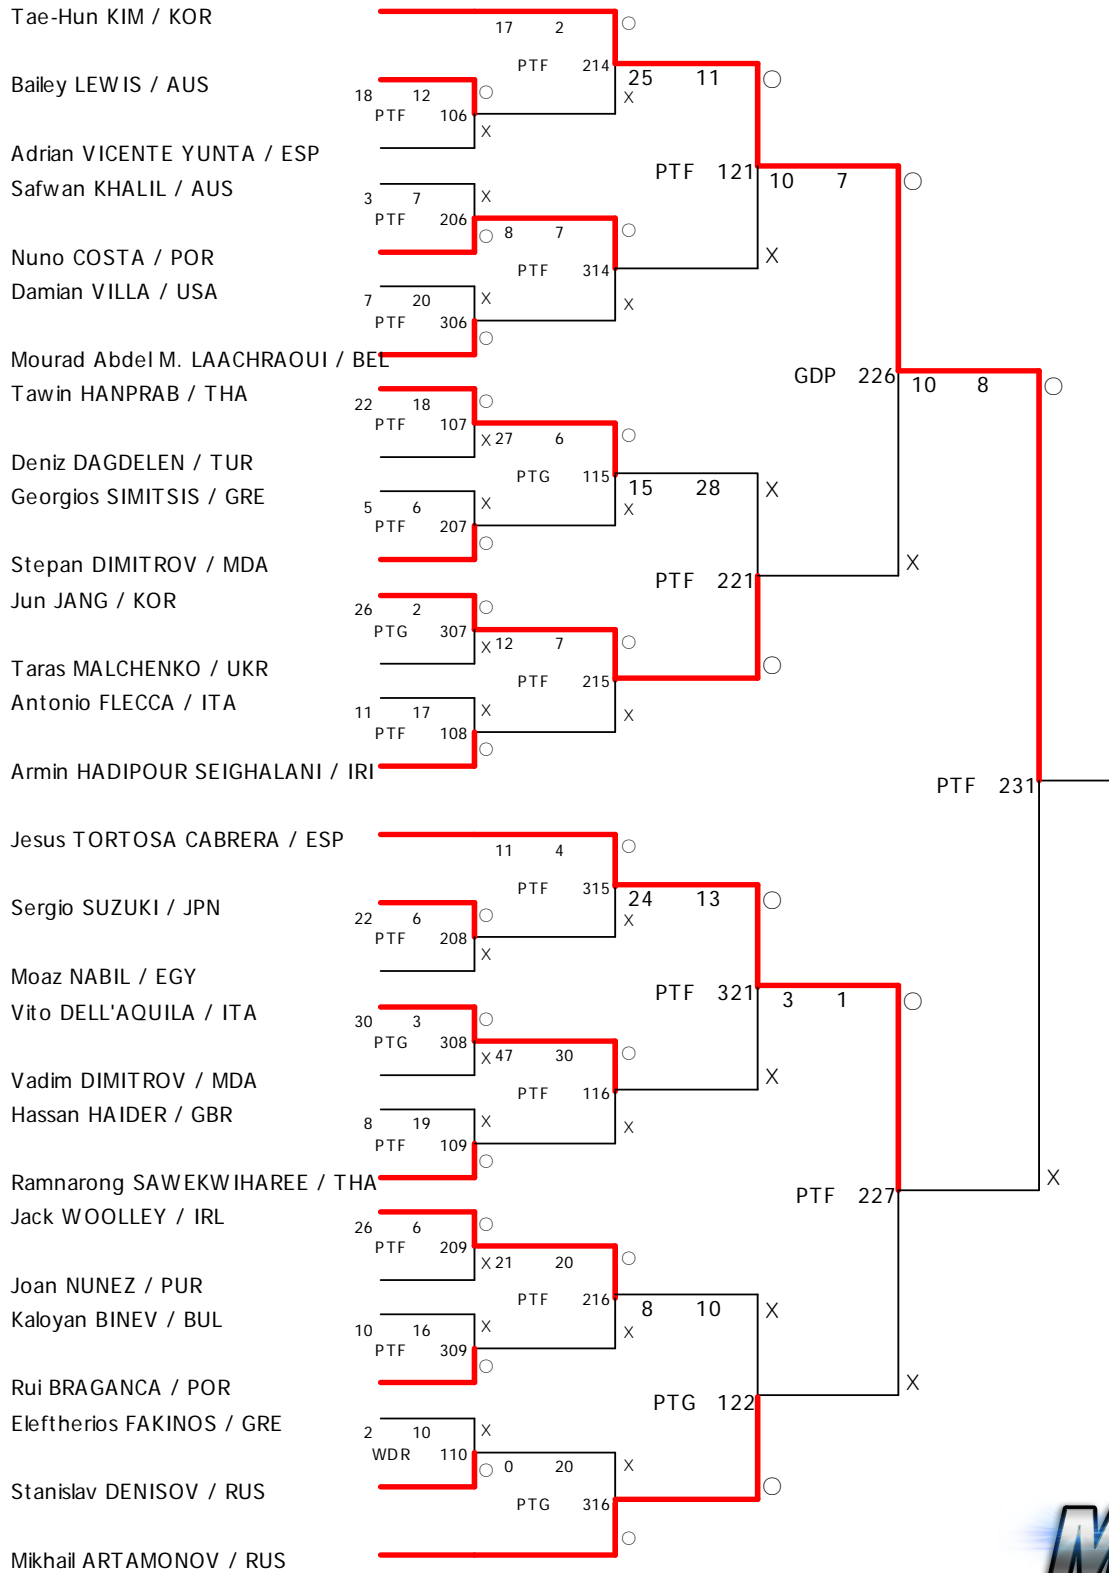 Tae-Hun KIM / KOR
17 2
PTF 214
25 11
Bailey LEWIS / AUS
18 12
PTF 106
X
X
Adrian VICENTE YUNTA / ESP
PTF 121
10 7
Safwan KHALIL / AUS
3 7
X
PTF 206
8 7
Nuno COSTA / POR
PTF 314
X
Damian VILLA / USA
7 20
X
X
PTF 306
Mourad Abdel M. LAACHRAOUI / BEL
GDP 226
10 8
Tawin HANPRAB / THA
22 18
PTF 107
X 27 6
Deniz DAGDELEN / TUR
PTG 115
15 28
X
Georgios SIMITSIS / GRE
5 6
X
X
PTF 207
Stepan DIMITROV / MDA
X
PTF 221
Jun JANG / KOR
26 2
PTG 307
X 12 7
Taras MALCHENKO / UKR
PTF 215
Antonio FLECCA / ITA
11 17
X
X
PTF 108
Armin HADIPOUR SEIGHALANI / IRI
PTF 231
Jesus TORTOSA CABRERA / ESP
11 4
PTF 315
24 13
Sergio SUZUKI / JPN
22 6
X
PTF 208
X
Moaz NABIL / EGY
PTF 321
3 1
Vito DELL'AQUILA / ITA
30 3
PTG 308
X 47 30
Vadim DIMITROV / MDA
X
PTF 116
Hassan HAIDER / GBR
8 19
X
X
PTF 109
Ramnarong SAWEKWIHAREE / THA
X
PTF 227
Jack WOOLLEY / IRL
26 6
PTF 209
X 21 20
Joan NUNEZ / PUR
PTF 216
8 10
X
Kaloyan BINEV / BUL
10 16
X
X
PTF 309
Rui BRAGANCA / POR
X
PTG 122
Eleftherios FAKINOS / GRE
2 10
X
WDR 110
0 20
X
Stanislav DENISOV / RUS
PTG 316
Mikhail ARTAMONOV / RUS